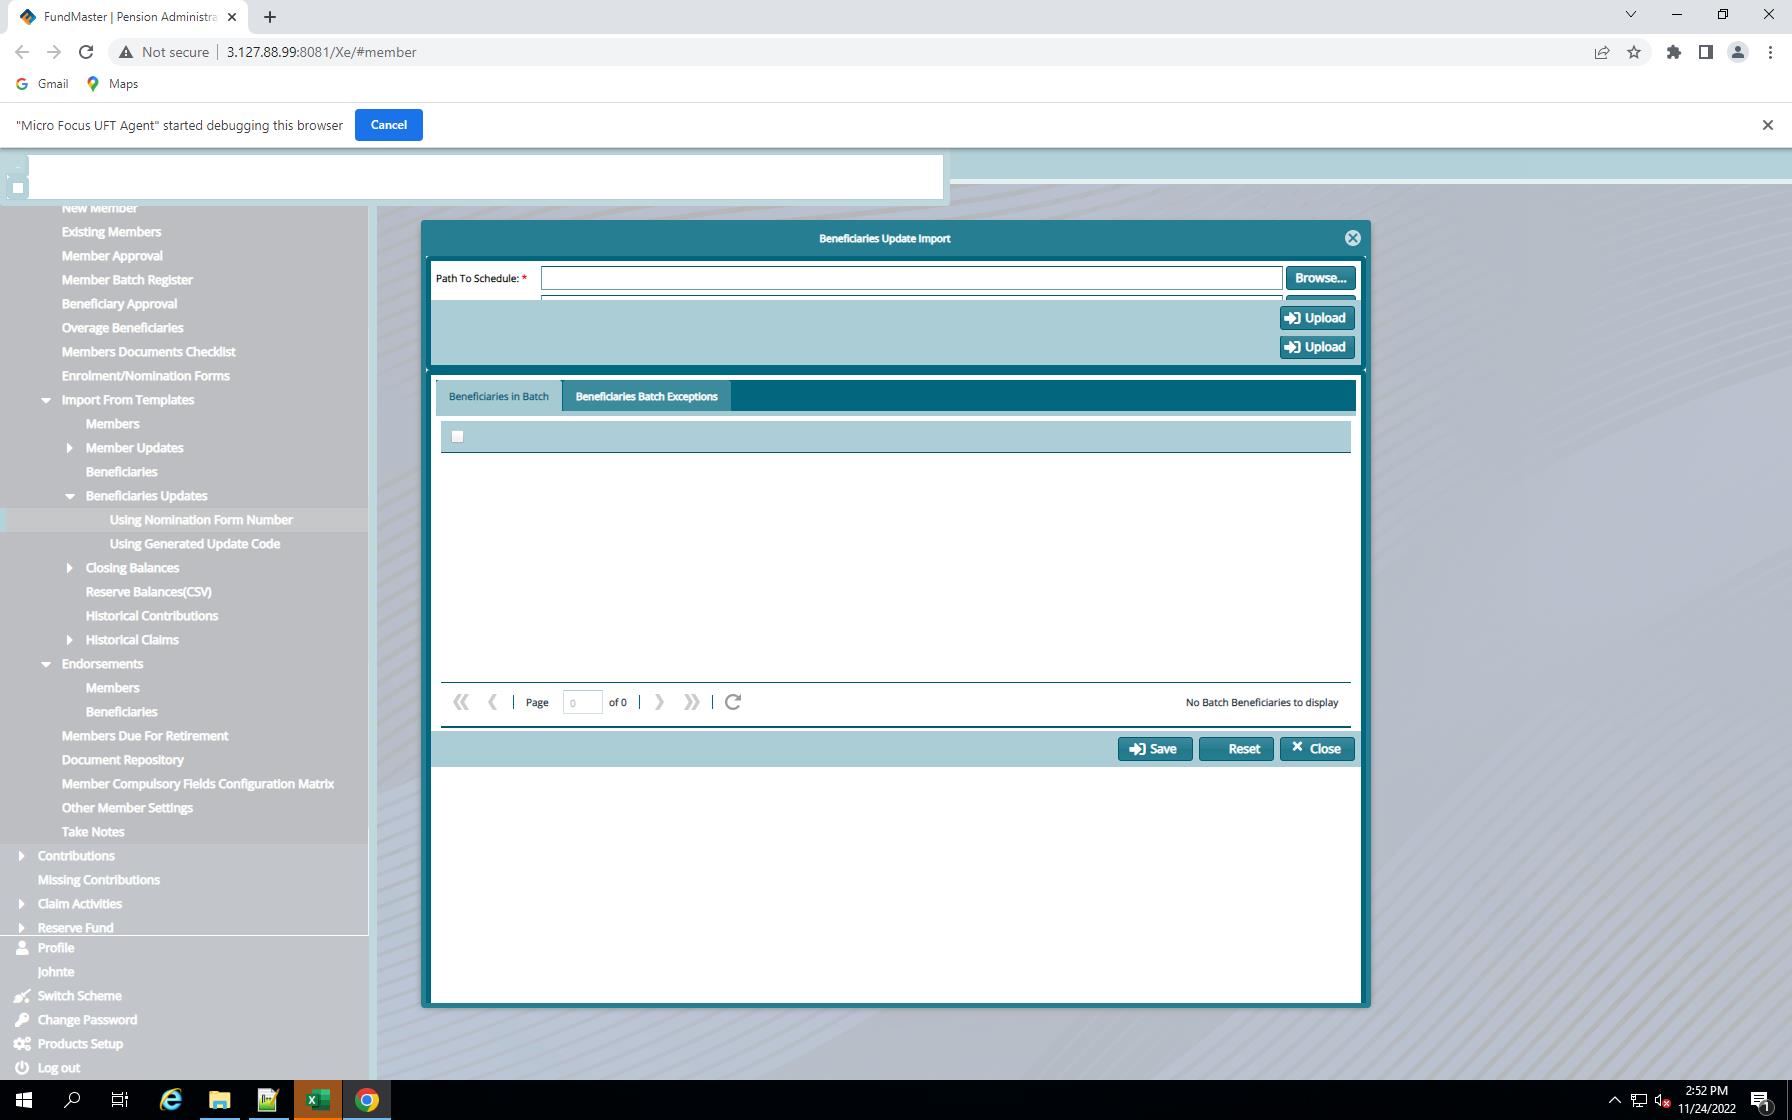 FundMaster | Pension Administra
Not secure
3.127.88.99:8081/Xe/#member
Gmail
Maps
"Micro Focus UFT Agent" started debugging this browser
Cancel
New Member
Existing Members
Member Approval
Member Batch Register
Beneficiary Approval
Overage Beneficiaries
Members Documents Checklist
Enrolment/Nomination Forms
Import From Templates
Members
Member Updates
Beneficiaries
Beneficiaries Updates
Using Nomination Form Number
Using Generated Update Code
Closing Balances
Reserve Balances(CSV)
Historical Contributions
Historical Claims
Endorsements
Members
Beneficiaries
Members Due For Retirement
Document Repository
Member Compulsory Fields Configuration Matrix
Other Member Settings
Take Notes
Contributions
Missing Contributions
Claim Activities
Reserve Fund
Profile
Johnte
Switch Scheme
Change Password
Products Setup
Log out
Beneficiaries Update Import
Path To Schedule: *
Browse...
Upload
Upload
Beneficiaries in Batch
Beneficiaries Batch Exceptions
Page 0 of 0
No Batch Beneficiaries to display
Save
Reset
Close
2:52 PM
11/24/2022
1